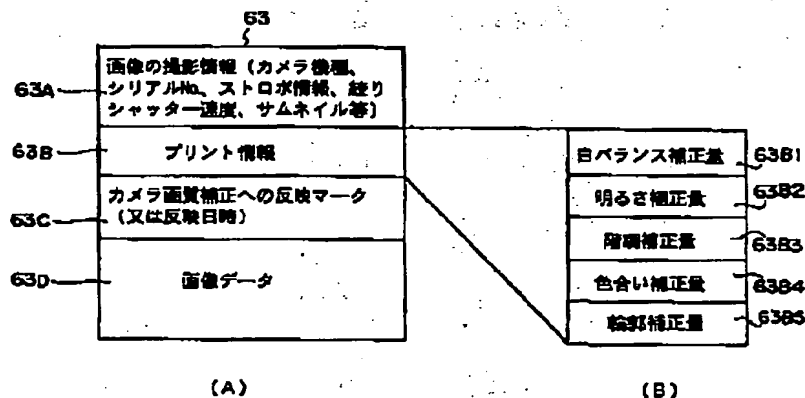 63
画像の撮影情報（カメラ機種、
シリアルNo、ストロボ情報、絞り
シャッター速度、サムネイル等）
63A
63B
プリント情報
カメラ画質補正への反映マーク
（又は反映日時）
63C
63D
画像データ
白バランス補正量
63B1
明るさ補正量
63B2
階調補正量
63B3
色合い補正量
63B4
輪郭補正量
63B5
(A)
(B)